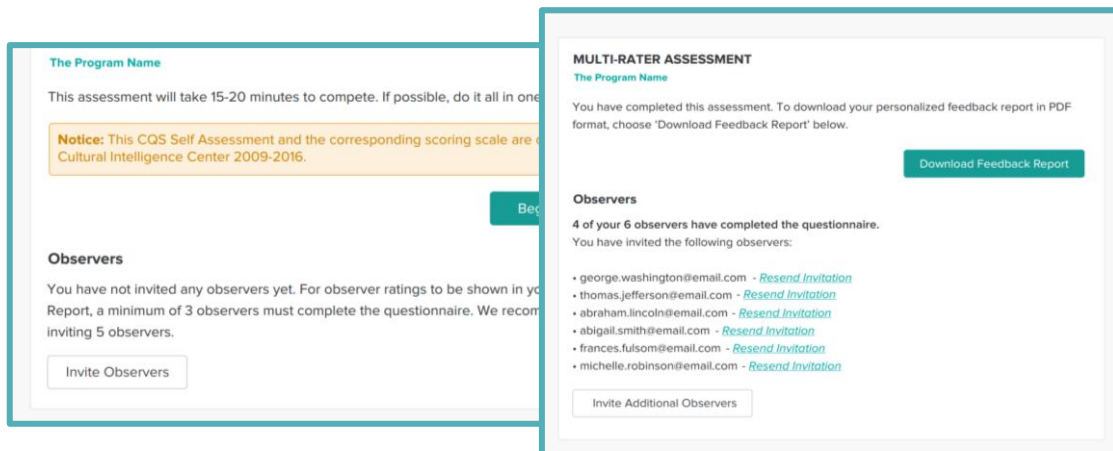 The Program Name
This assessment will take 15-20 minutes to compete. If possible, do it all in one
Notice: This CQS Self Assessment and the corresponding scoring scale are
Cultural Intelligence Center 2009-2016.
Observers
You have not invited any observers yet. For observer ratings to be shown in
Report, a minimum of 3 observers must complete the questionnaire. We
inviting 5 observers.
Invite Observers
MULTI-RATER ASSESSMENT
The Program Name
You have completed this assessment. To download your personalized feedback report in PDF
format, choose 'Download Feedback Report' below.
Download Feedback Report
Observers
4 of your 6 observers have completed the questionnaire.
You have invited the following observers:
• george.washington@email.com - Resend Invitation
• thomas.jefferson@email.com - Resend Invitation
• abraham.lincoln@email.com - Resend Invitation
• abigail.smith@email.com - Resend Invitation
• frances.fulsom@email.com - Resend Invitation
• michelle.robinson@email.com - Resend Invitation
Invite Additional Observers